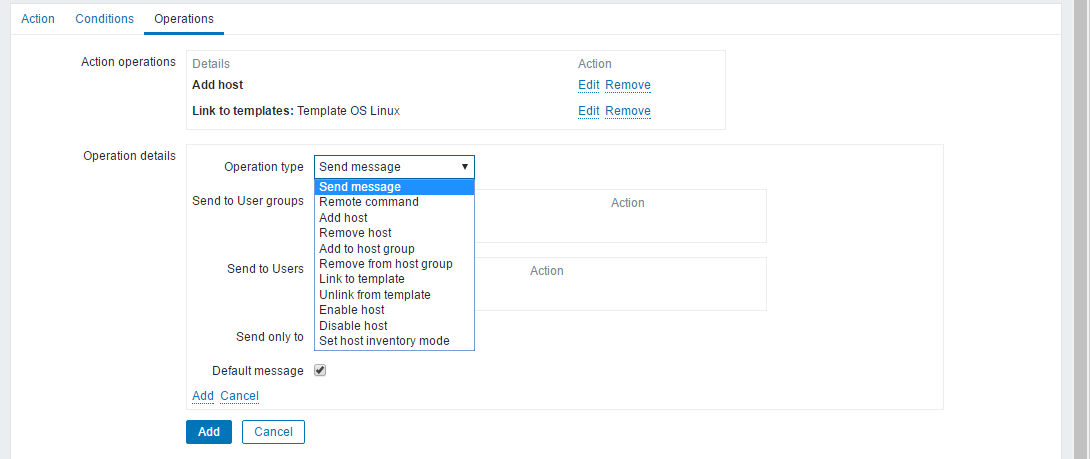 Action Conditions Operations
Action operations
Details Action
Add host Edit Remove
Link to templates: Template OS Linux Edit Remove
Operation details
Operation type Send message
Send message
Send to User groups
Remote command
Action
Add host
Remove host
Add to host group
Send to Users
Remove from host group
Action
Link to template
Unlink from template
Enable host
Disable host
Send only to
Set host inventory mode
Default message
Add Cancel
Add Cancel